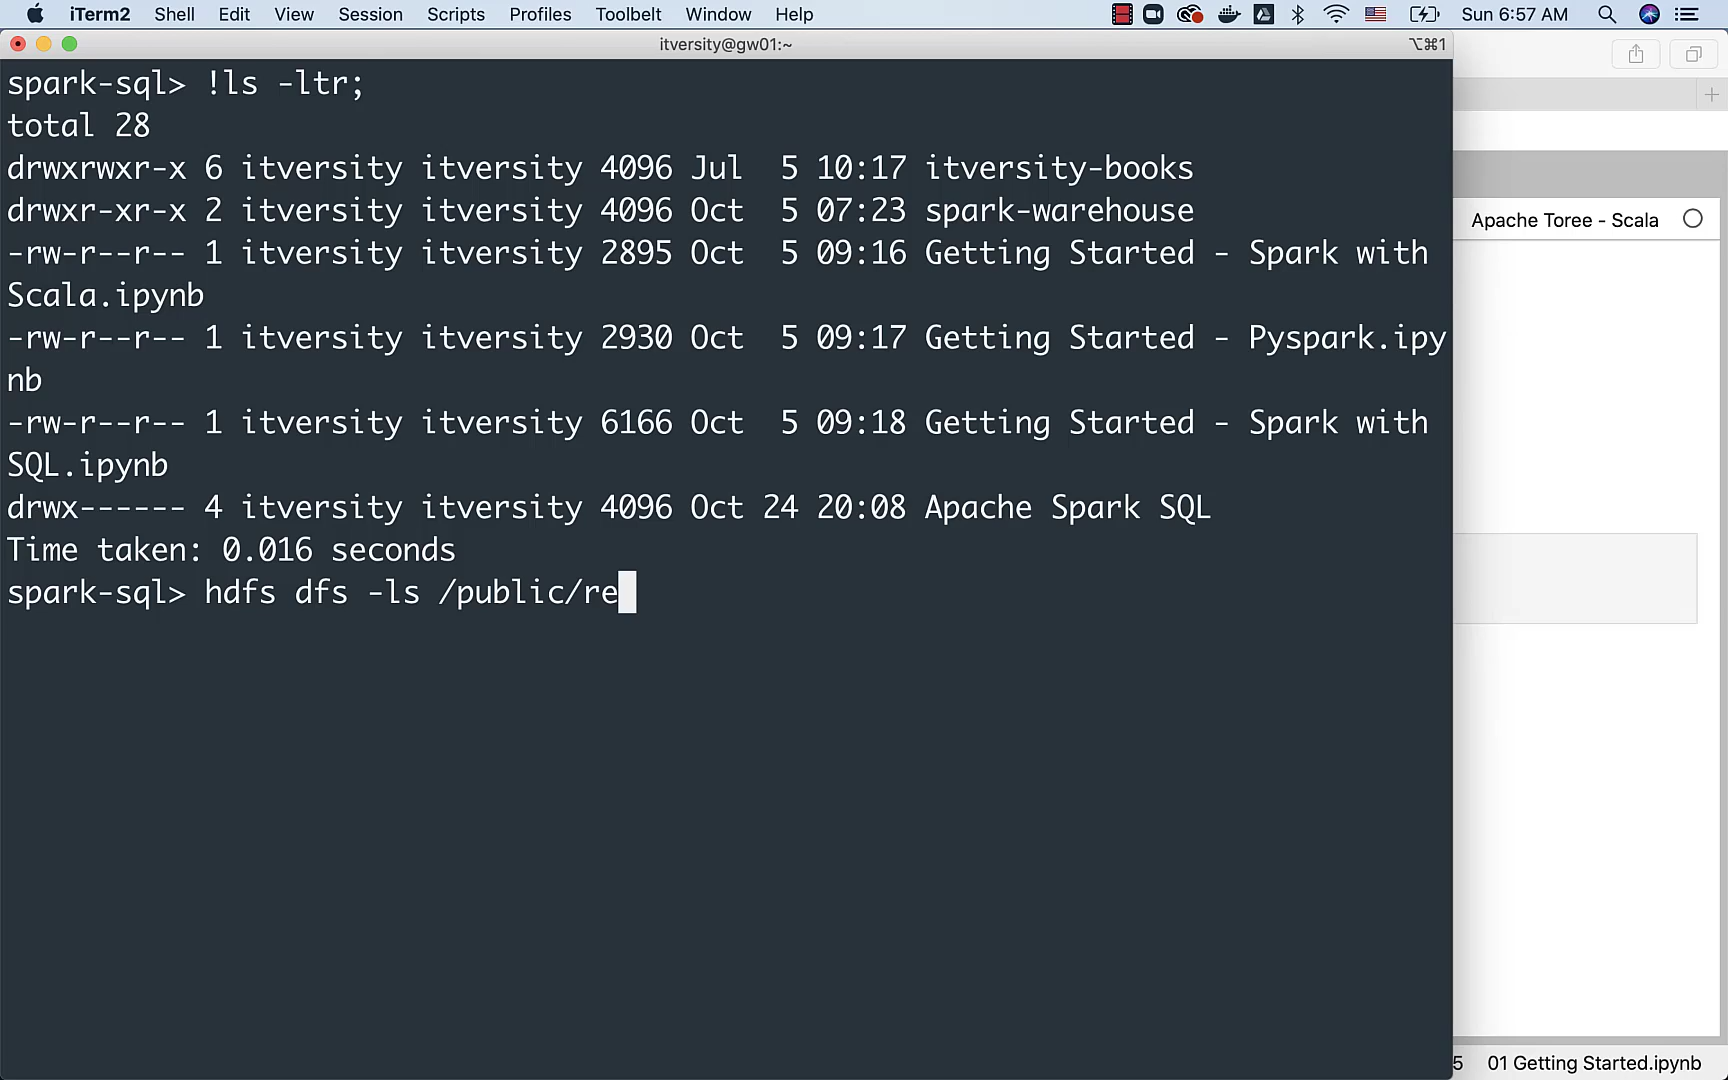 iTerm2 Shell Edit View Session Scripts Profiles Toolbelt Window Help Sun 6:57 AM
itversity@gw01:~ ⌥⌘1
spark-sql> !ls -ltr;
total 28
drwxrwxr-x 6 itversity itversity 4096 Jul  5 10:17 itversity-books
drwxr-xr-x 2 itversity itversity 4096 Oct  5 07:23 spark-warehouse
-rw-r--r-- 1 itversity itversity 2895 Oct  5 09:16 Getting Started - Spark with
Scala.ipynb
-rw-r--r-- 1 itversity itversity 2930 Oct  5 09:17 Getting Started - Pyspark.ipy
nb
-rw-r--r-- 1 itversity itversity 6166 Oct  5 09:18 Getting Started - Spark with
SQL.ipynb
drwx------ 4 itversity itversity 4096 Oct 24 20:08 Apache Spark SQL
Time taken: 0.016 seconds
spark-sql> hdfs dfs -ls /public/re
Apache Toree - Scala
5 01 Getting Started.ipynb